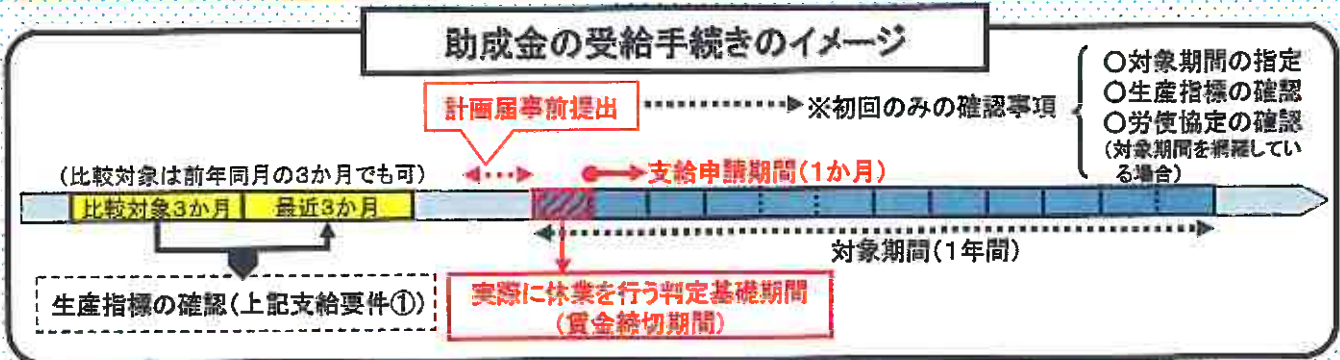 助成金の受給手続きのイメージ
計画届事前提出
※初回のみの確認事項
○対象期間の指定
○生産指標の確認
○労使協定の確認
(対象期間を網羅してい
る場合)
(比較対象は前年同月の3か月でも可)
支給申請期間(1か月)
比較対象3か月
最近3か月
対象期間(1年間)
生産指標の確認(上記支給要件①)
実際に休業を行う判定基礎期間
(賃金締切期間)